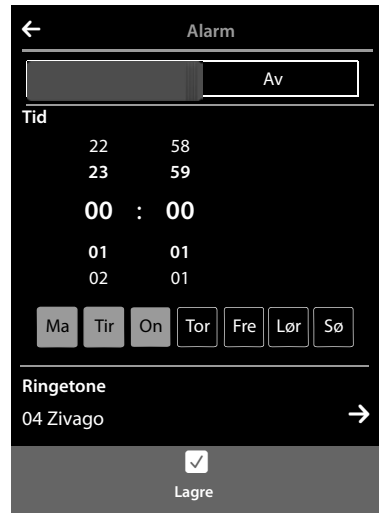 Alarm
Av
Tid
22 58
23 59
00 : 00
01 01
02 01
Ma Tir On Tor Fre Lør Sø
Ringetone
04 Zivago
Lagre